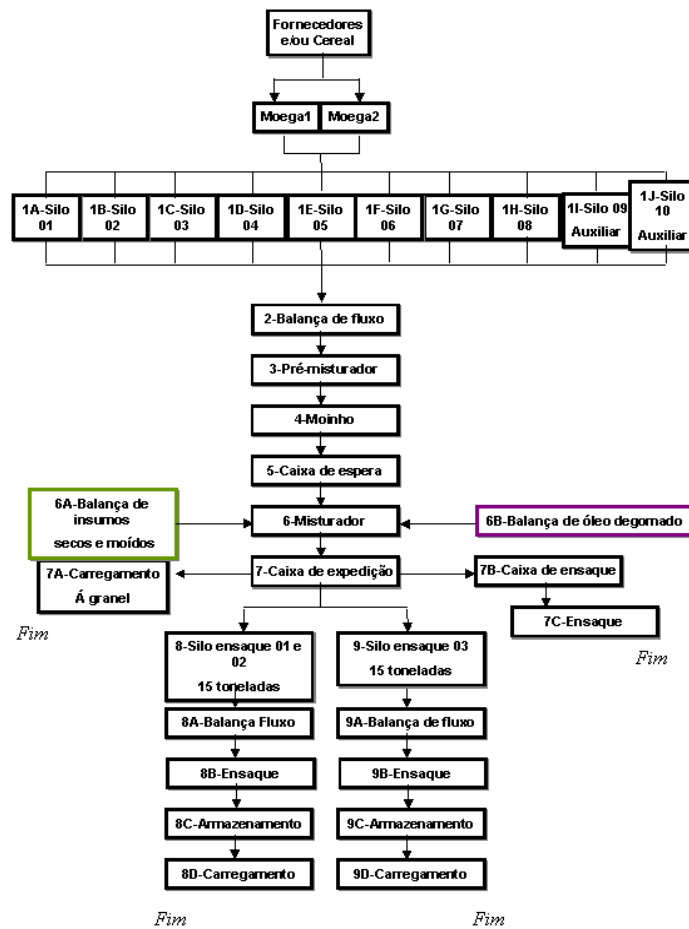 Fornecedores
e/ou Cereal
Moega1
Moega2
1A-Silo
01
1B-Silo
02
1C-Silo
03
1D-Silo
04
1E-Silo
05
1F-Silo
06
1G-Silo
07
1H-Silo
08
1I-Silo 09
Auxiliar
1J-Silo
10
Auxiliar
2-Balança de fluxo
3-Pré-misturador
4-Moinho
5-Caixa de espera
6A-Balança de
insumos
secos e moídos
6-Misturador
6B-Balança de óleo degomado
7A-Carregamento
Á granel
7-Caixa de expedição
7B-Caixa de ensaque
7C-Ensaque
Fim
Fim
8-Silo ensaque 01 e
02
15 toneladas
9-Silo ensaque 03
15 toneladas
8A-Balança Fluxo
9A-Balança de fluxo
8B-Ensaque
9B-Ensaque
8C-Armazenamento
9C-Armazenamento
8D-Carregamento
9D-Carregamento
Fim
Fim